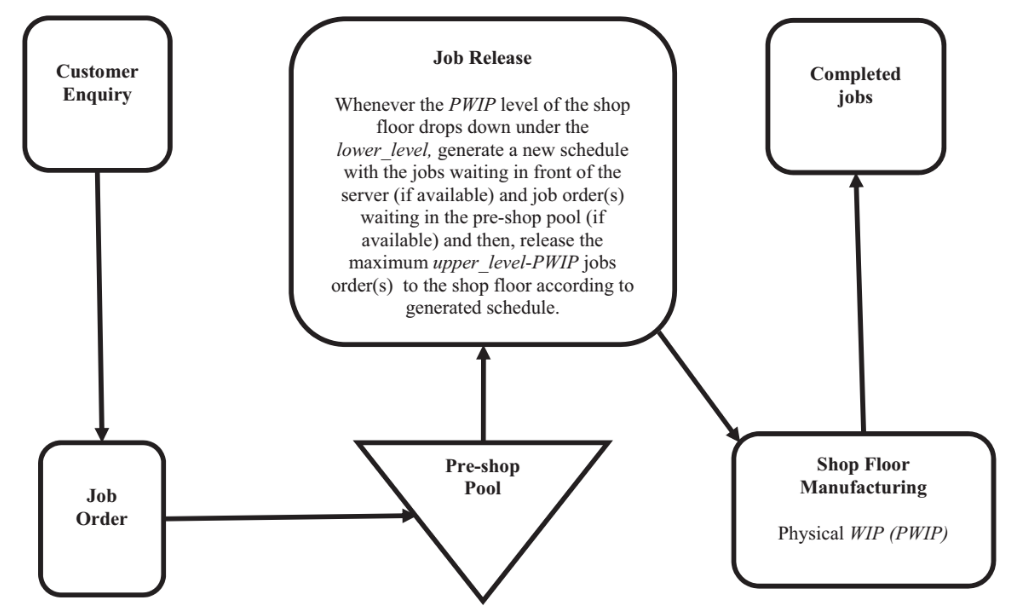 Customer
Enquiry
Job Release
Whenever the PWIP level of the shop
floor drops down under the
lower_level, generate a new schedule
with the jobs waiting in front of the
server (if available) and job order(s)
waiting in the pre-shop pool (if
available) and then, release the
maximum upper_level-PWIP jobs
order(s) to the shop floor according to
generated schedule.
Completed
jobs
Job
Order
Pre-shop
Pool
Shop Floor
Manufacturing
Physical WIP (PWIP)